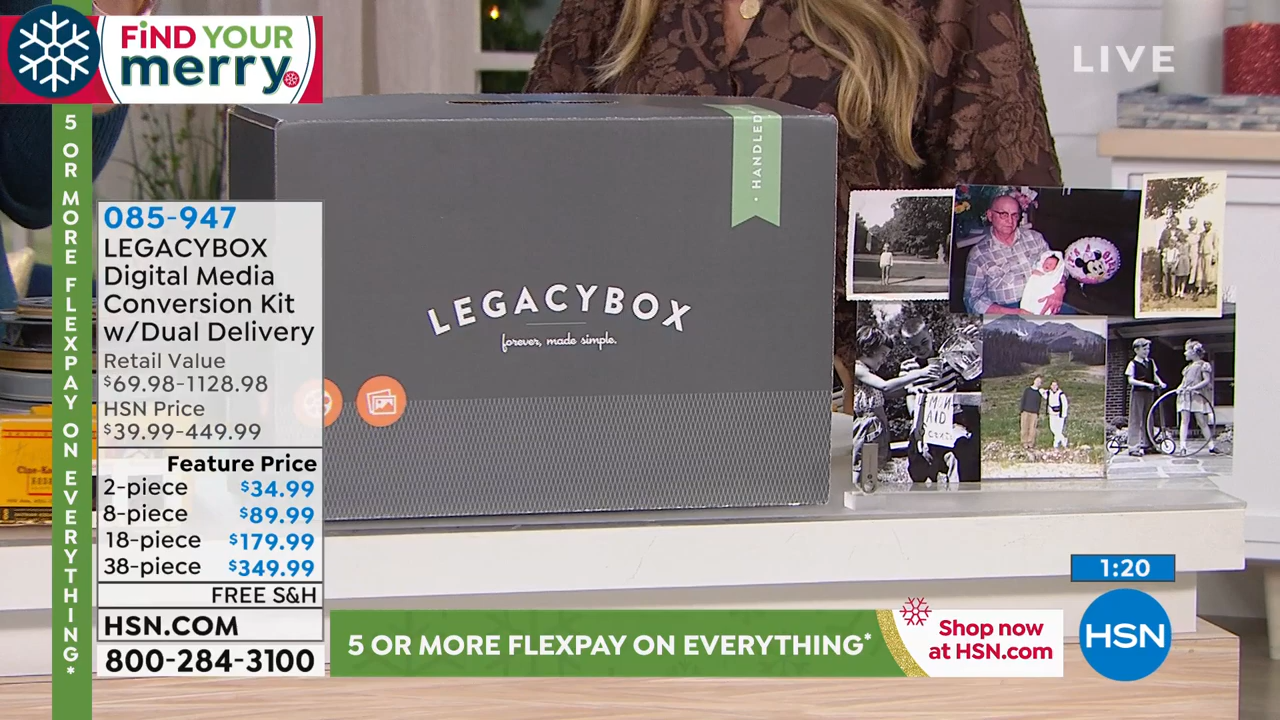 FiND YOUR
merry
LIVE
5 OR MORE FLEXPAY ON EVERYTHING*
HANDLED
085-947
LEGACYBOX
Digital Media
Conversion Kit
w/Dual Delivery
Retail Value
$69.98-1128.98
HSN Price
$39.99-449.99
Feature Price
2-piece $34.99
8-piece $89.99
18-piece $179.99
38-piece $349.99
FREE S&H
HSN.COM
800-284-3100
LEGACYBOX
forever, made simple.
AID
1:20
5 OR MORE FLEXPAY ON EVERYTHING*
Shop now
at HSN.com
HSN